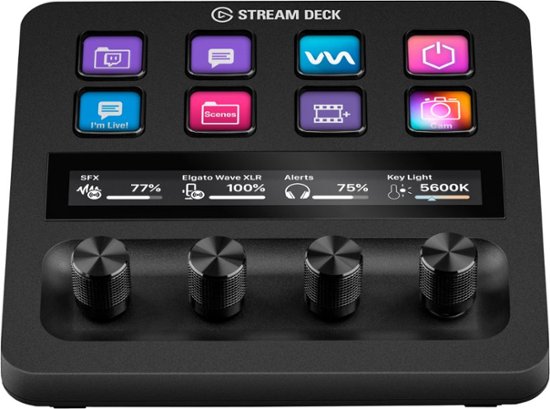 STREAM DECK
I'm Live!
Scenes
Cam
SFX
77%
Elgato Wave XLR
100%
Alerts
75%
Key Light
5600K